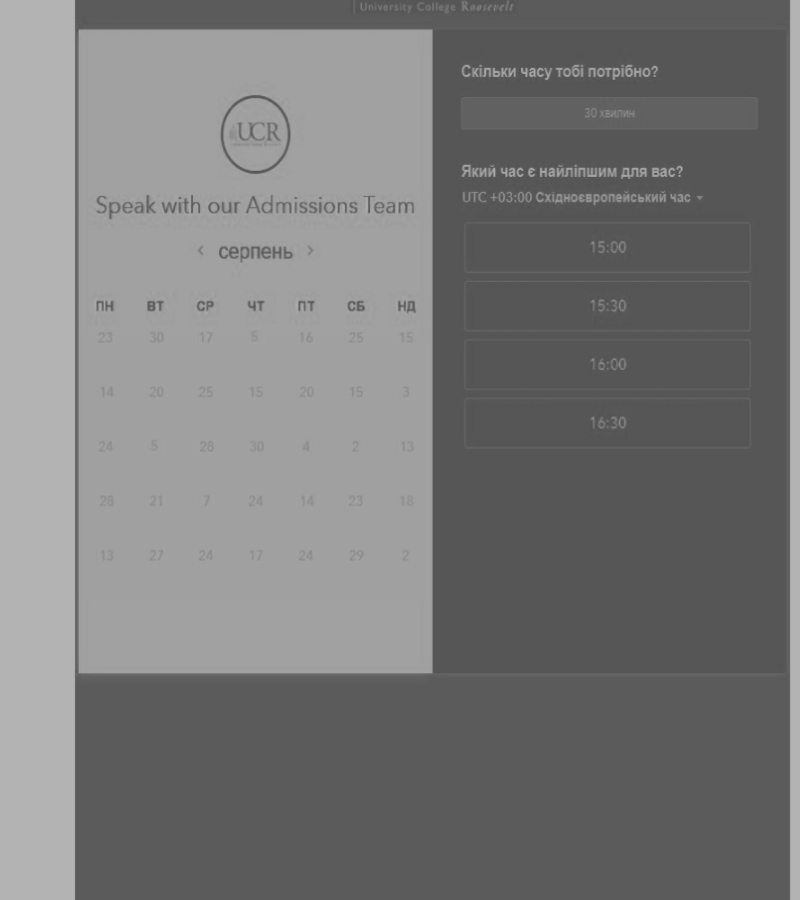 University College Roosevelt
UCR
Speak with our Admissions Team
< серпень >
ПН ВТ СР ЧТ ПТ СБ НД
23 30 17 5 16 25 15
14 20 25 15 20 15 3
24 5 28 30 4 2 13
28 21 7 24 14 23 18
13 27 24 17 24 29 2
Скільки часу тобі потрібно?
30 хвилин
Який час є найліпшим для вас?
UTC +03:00 Східноєвропейський час
15:00
15:30
16:00
16:30